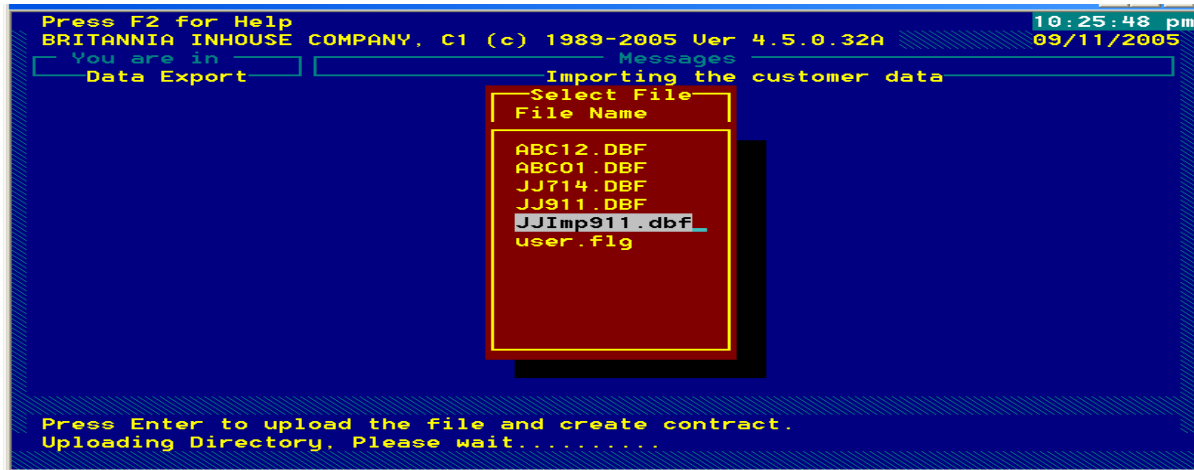 Press F2 for Help 10:25:48 pm
BRITANNIA INHOUSE COMPANY, C1 (c) 1989-2005 Ver 4.5.0.32A 09/11/2005
You are in Messages
Data Export Importing the customer data
Select File
File Name
ABC12.DBF
ABC01.DBF
JJ714.DBF
JJ911.DBF
JJImp911.dbf
user.flg
Press Enter to upload the file and create contract.
Uploading Directory, Please wait..........